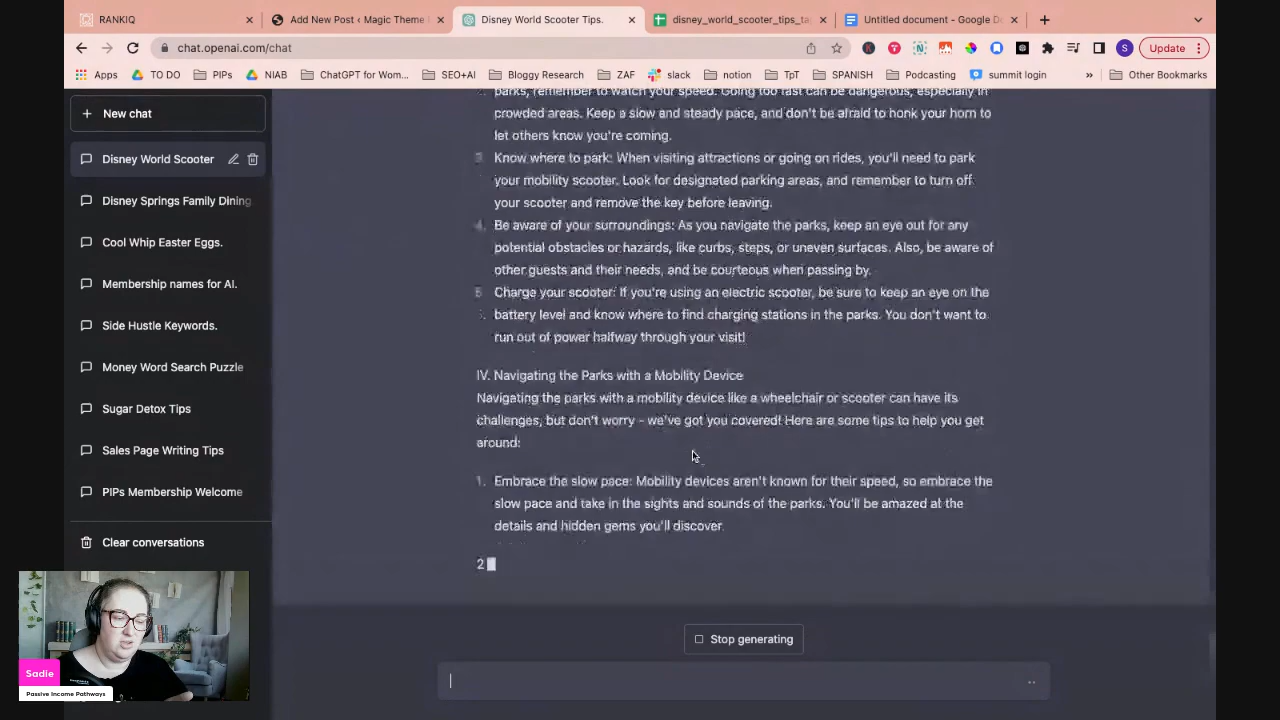 RANKIQ
Add New Post ‹ Magic Theme
Disney World Scooter Tips.
disney_world_scooter_tips_ta
Untitled document - Google Do
chat.openai.com/chat
S
Update
Apps
TO DO
PIPs
NIAB
ChatGPT for Wom...
SEO+AI
Bloggy Research
ZAF
slack
notion
TpT
SPANISH
Podcasting
summit login
»
Other Bookmarks
New chat
Disney World Scooter
Disney Springs Family Dining
Cool Whip Easter Eggs.
Membership names for AI.
Side Hustle Keywords.
Money Word Search Puzzle
Sugar Detox Tips
Sales Page Writing Tips
PIPs Membership Welcome
Clear conversations
parks, remember to watch your speed. Going too fast can be dangerous, especially in
crowded areas. Keep a slow and steady pace, and don't be afraid to honk your horn to
let others know you're coming.
3. Know where to park: When visiting attractions or going on rides, you'll need to park
your mobility scooter. Look for designated parking areas, and remember to turn off
your scooter and remove the key before leaving.
4. Be aware of your surroundings: As you navigate the parks, keep an eye out for any
potential obstacles or hazards, like curbs, steps, or uneven surfaces. Also, be aware of
other guests and their needs, and be courteous when passing by.
5. Charge your scooter: If you're using an electric scooter, be sure to keep an eye on the
battery level and know where to find charging stations in the parks. You don't want to
run out of power halfway through your visit!
IV. Navigating the Parks with a Mobility Device
Navigating the parks with a mobility device like a wheelchair or scooter can have its
challenges, but don't worry - we've got you covered! Here are some tips to help you get
around:
1. Embrace the slow pace: Mobility devices aren't known for their speed, so embrace the
slow pace and take in the sights and sounds of the parks. You'll be amazed at the
details and hidden gems you'll discover.
2
Stop generating
Sadie
Passive Income Pathways